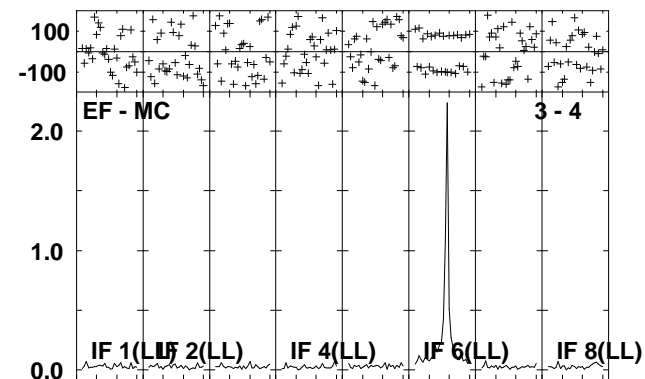 100
-100
EF - MC 3 - 4
2.0
1.0
0.0
IF 1(LL) IF 2(LL) IF 4(LL) IF 6(LL) IF 8(LL)